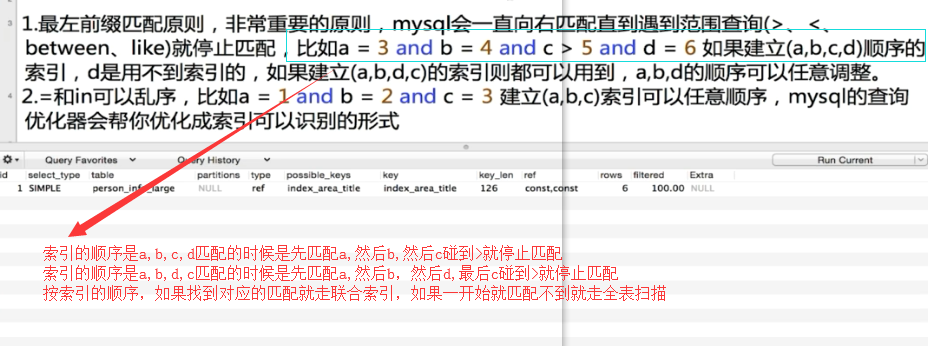 1.最左前缀匹配原则，非常重要的原则，mysql会一直向右匹配直到遇到范围查询(>、<、
between、like)就停止匹配，比如a = 3 and b = 4 and c > 5 and d = 6 如果建立(a,b,c,d)顺序的
索引，d是用不到索引的，如果建立(a,b,d,c)的索引则都可以用到，a,b,d的顺序可以任意调整。
2.=和in可以乱序，比如a = 1 and b = 2 and c = 3 建立(a,b,c)索引可以任意顺序，mysql的查询
优化器会帮你优化成索引可以识别的形式
Query Favorites Query History Run Current
id select_type table partitions type possible_keys key key_len ref rows filtered Extra
1 SIMPLE person_info_large NULL ref index_area_title index_area_title 126 const,const 6 100.00 NULL
索引的顺序是a,b,c,d匹配的时候是先匹配a,然后b,然后c碰到>就停止匹配
索引的顺序是a,b,d,c匹配的时候是先匹配a,然后b，然后d,最后c碰到>就停止匹配
按索引的顺序，如果找到对应的匹配就走联合索引，如果一开始就匹配不到就走全表扫描